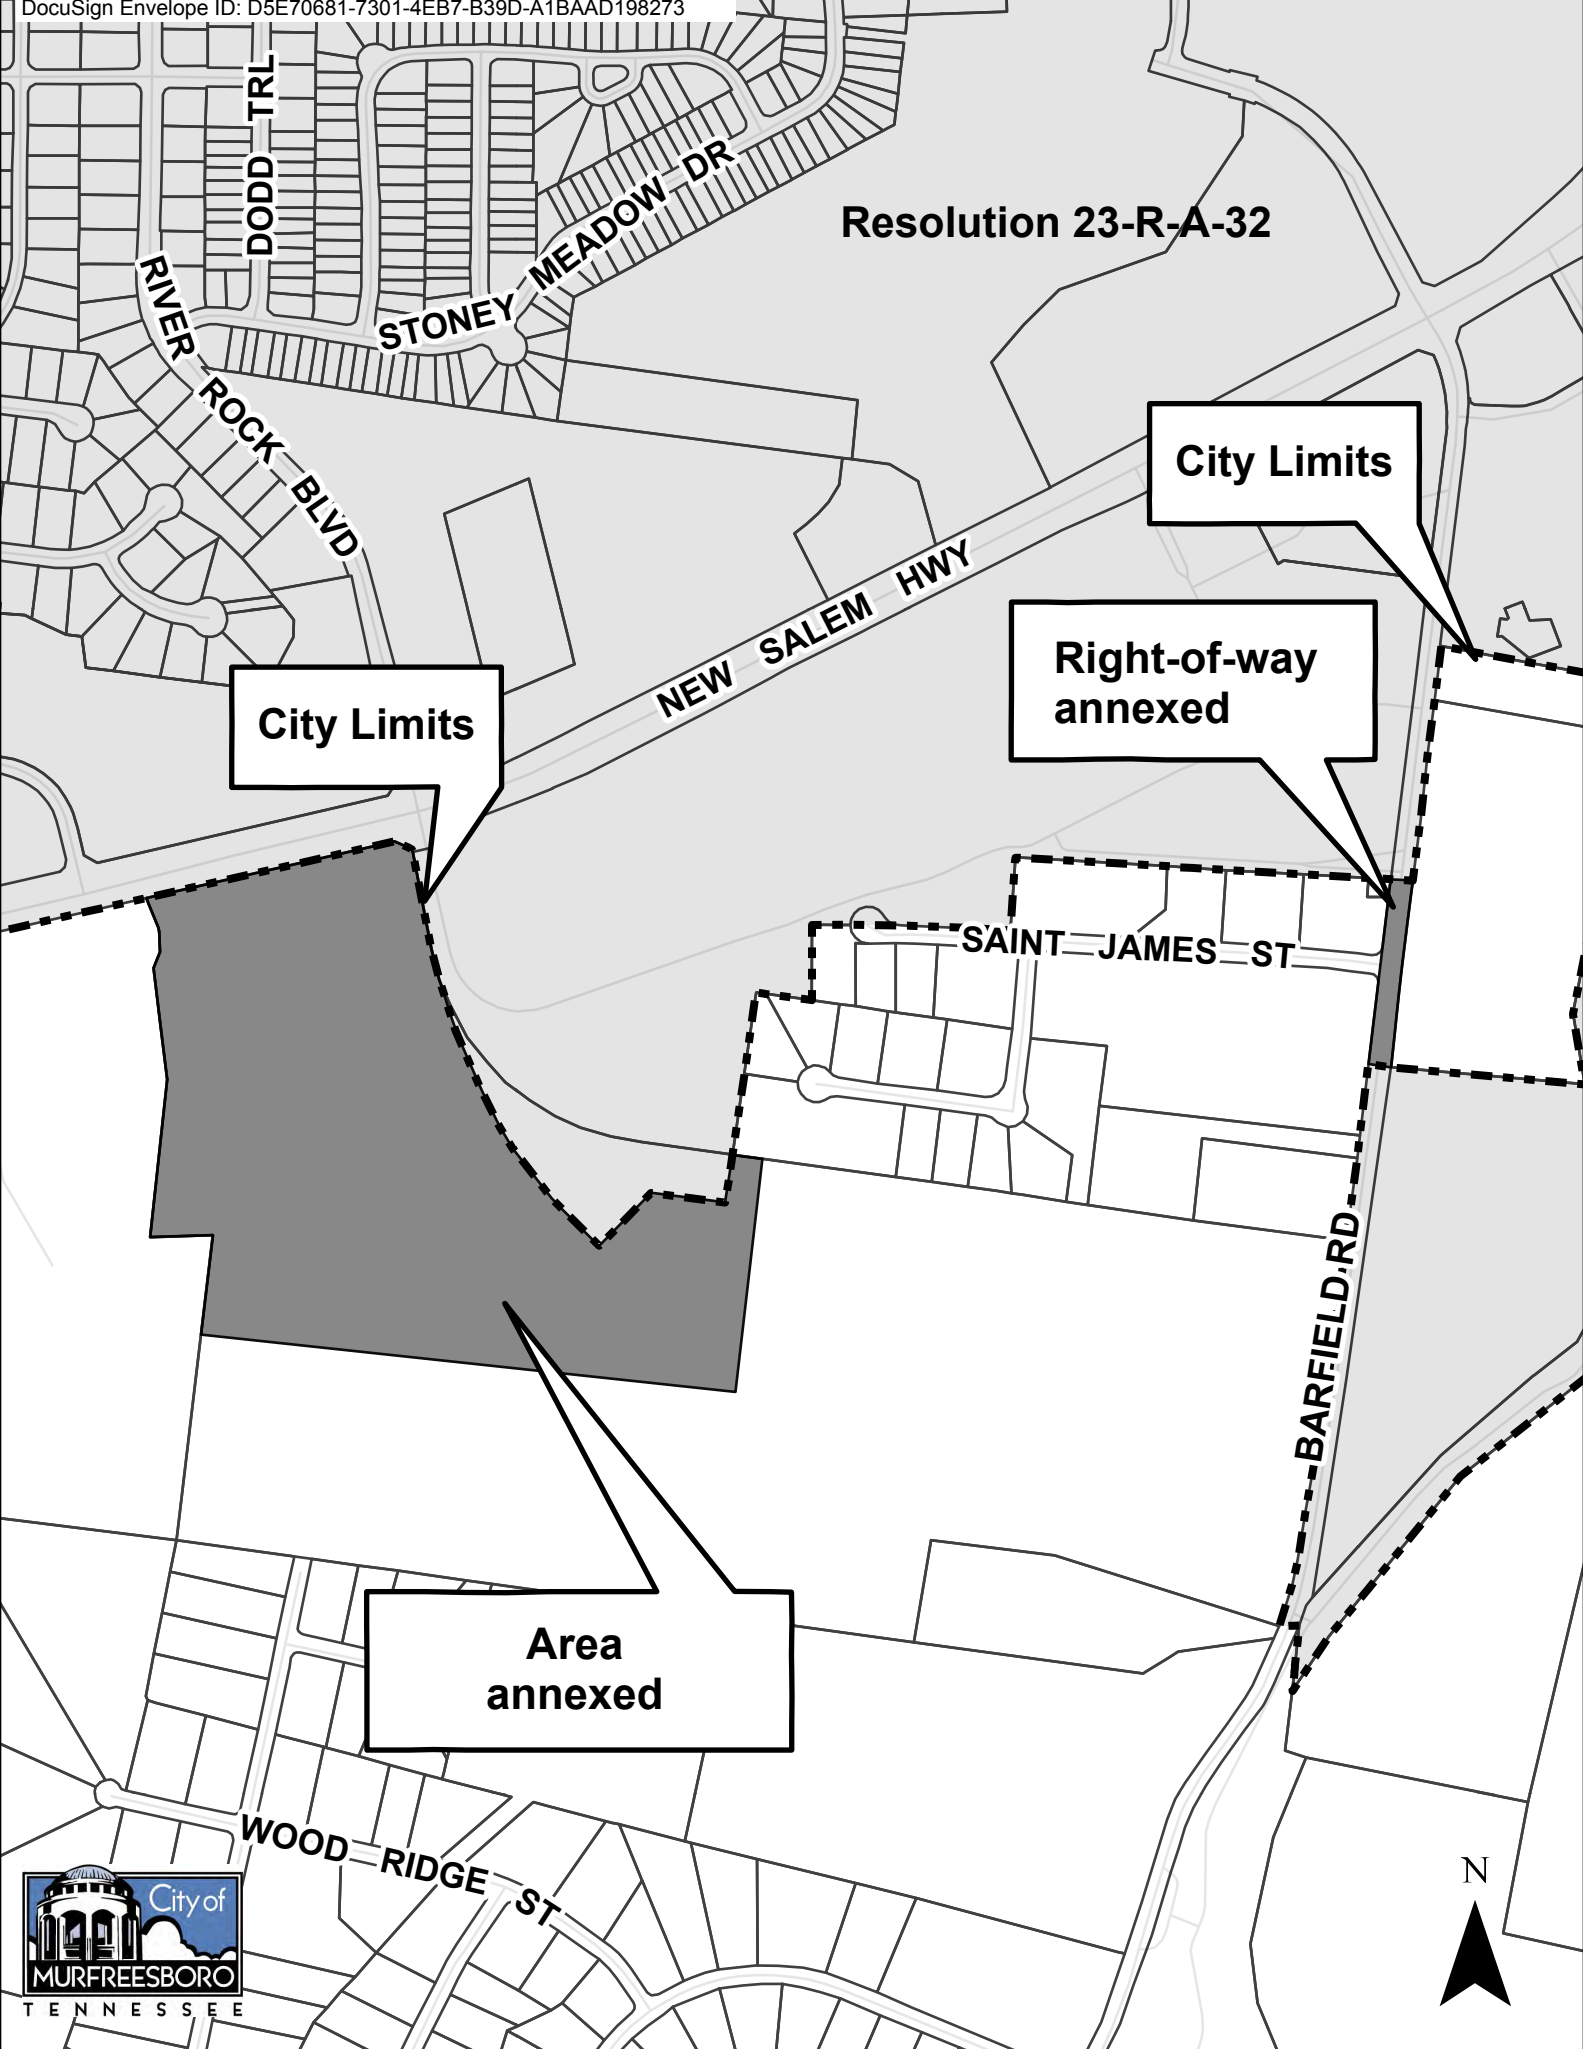 DocuSign Envelope ID: D5E70681-7301-4EB7-B39D-A1BAAD198273
DODD TRL
STONEY MEADOW DR
Resolution 23-R-A-32
RIVER ROCK BLVD
City Limits
NEW SALEM HWY
Right-of-way
annexed
City Limits
SAINT JAMES ST
BARFIELD RD
Area
annexed
WOOD RIDGE ST
City of
MURFREESBORO
TENNESSEE
N